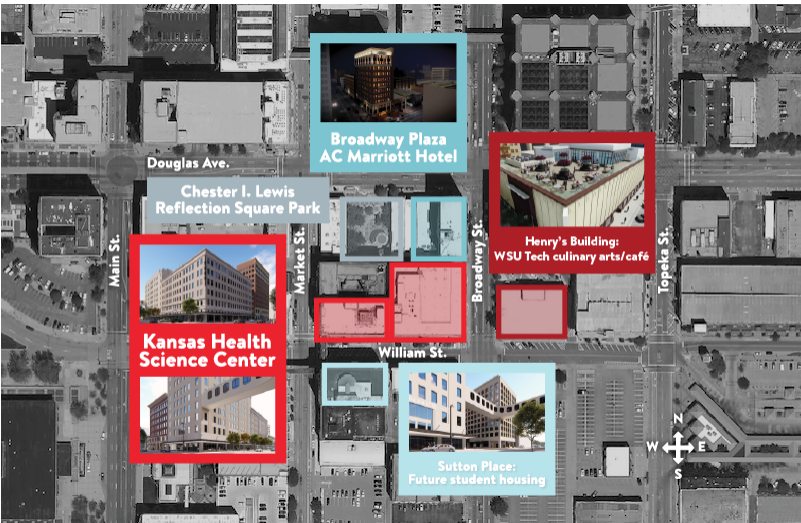 Broadway Plaza
AC Marriott Hotel
Douglas Ave.
Chester I. Lewis
Reflection Square Park
Henry's Building:
WSU Tech culinary arts/café
Main St.
Market St.
Broadway St.
Topeka St.
Kansas Health
Science Center
William St.
Sutton Place:
Future student housing
N
W E
S